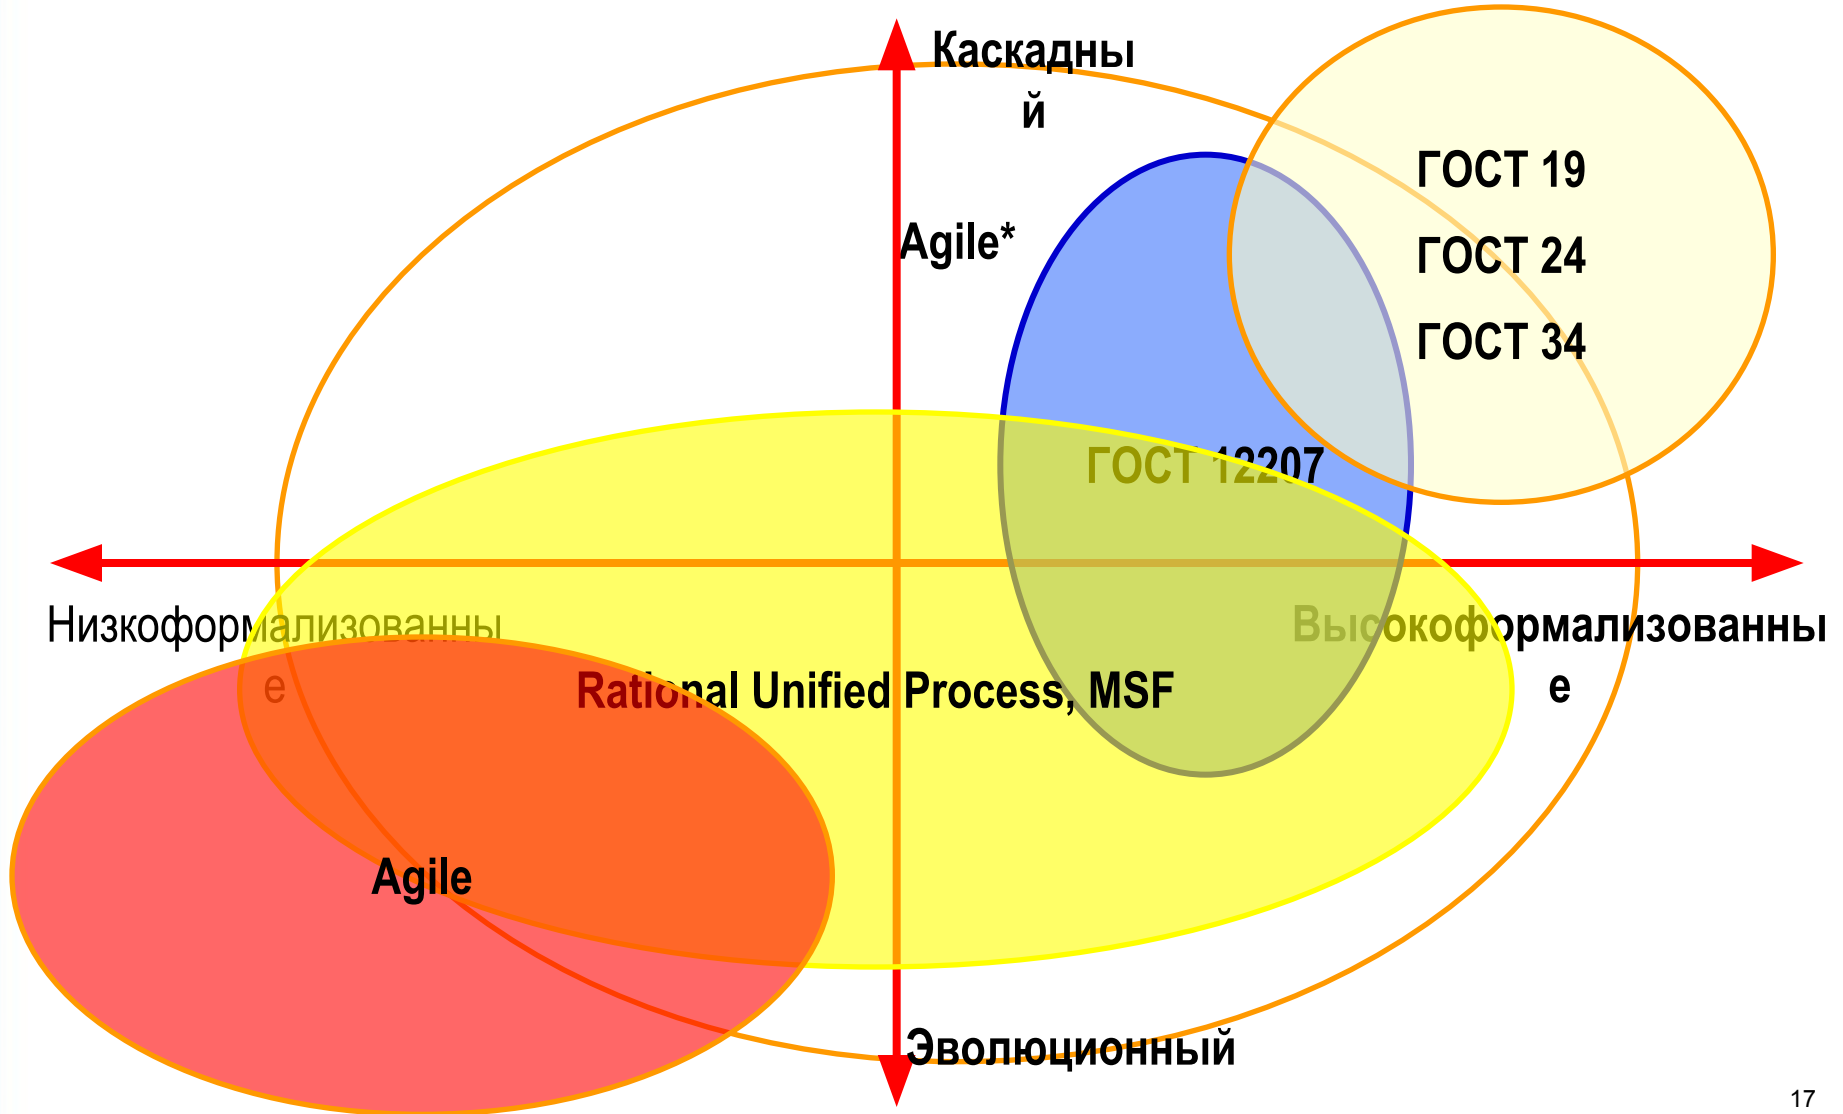 Каскадны
й
ГОСТ 19
Agile*
ГОСТ 24
ГОСТ 34
ГОСТ 12207
Низкоформализованны
е
Высокоформализованны
е
Rational Unified Process, MSF
Agile
Эволюционный
17